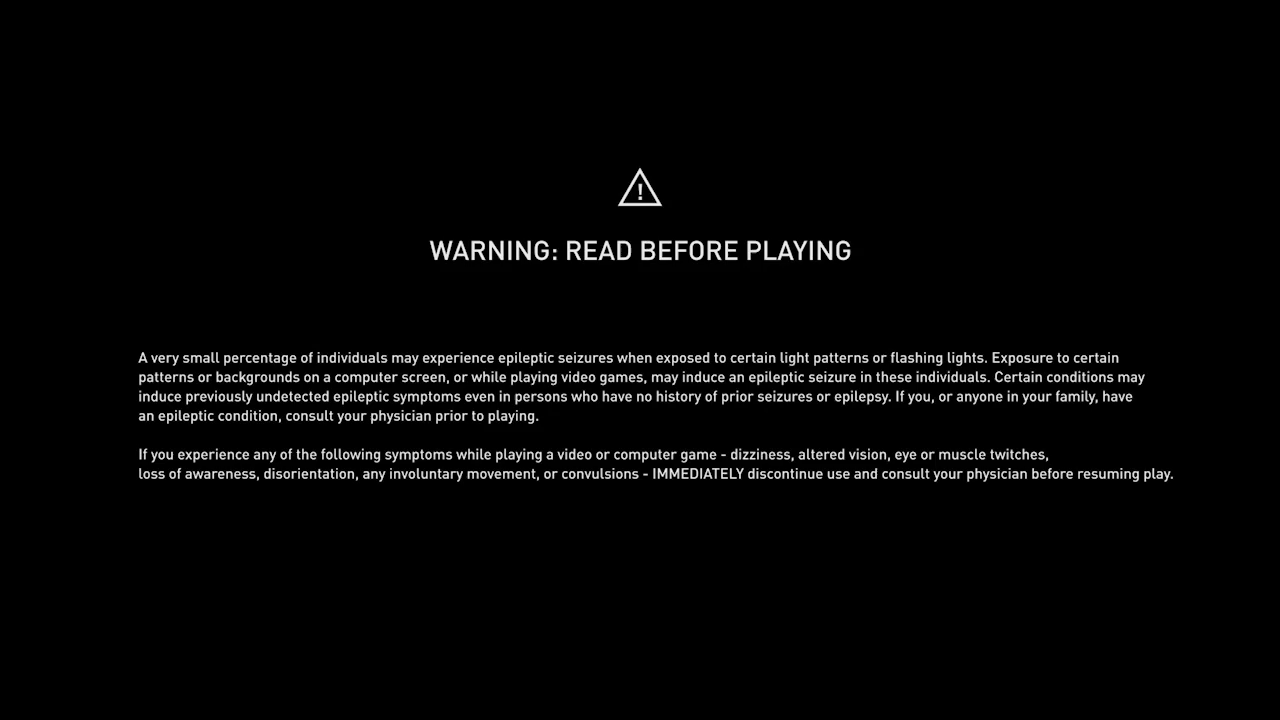 WARNING: READ BEFORE PLAYING
A very small percentage of individuals may experience epileptic seizures when exposed to certain light patterns or flashing lights. Exposure to certain
patterns or backgrounds on a computer screen, or while playing video games, may induce an epileptic seizure in these individuals. Certain conditions may
induce previously undetected epileptic symptoms even in persons who have no history of prior seizures or epilepsy. If you, or anyone in your family, have
an epileptic condition, consult your physician prior to playing.
If you experience any of the following symptoms while playing a video or computer game - dizziness, altered vision, eye or muscle twitches,
loss of awareness, disorientation, any involuntary movement, or convulsions - IMMEDIATELY discontinue use and consult your physician before resuming play.